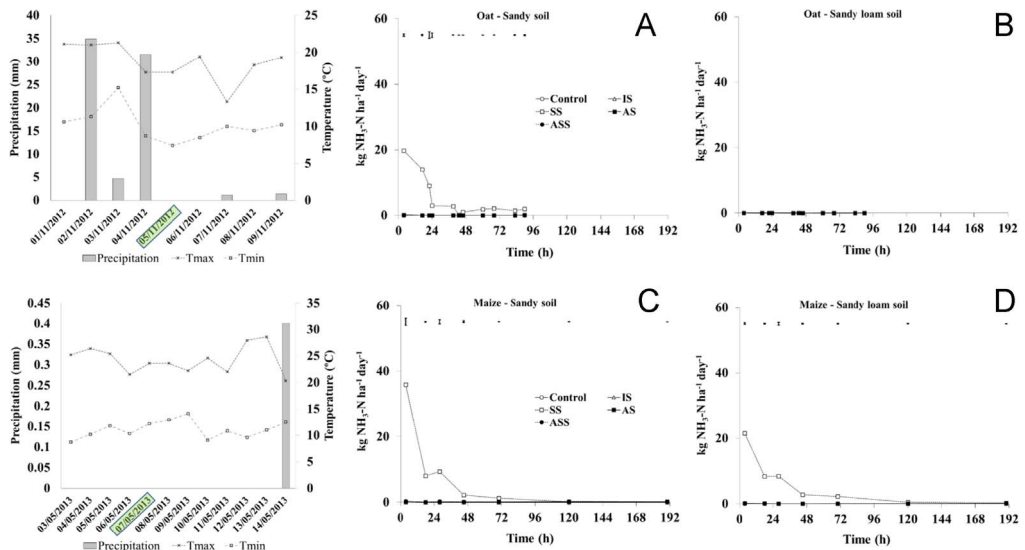 Precipitation (mm)
40
35
30
25
20
15
10
5
0
25
20
15
10
5
0
Temperature (ºC)
01/11/2012
02/11/2012
03/11/2012
04/11/2012
05/11/2012
06/11/2012
07/11/2012
08/11/2012
09/11/2012
Precipitation Tmax Tmin
Oat - Sandy soil
A
kg NH3-N ha-1 day-1
60
40
20
0
Control IS
SS AS
ASS
0 24 48 72 96 120 144 168 192
Time (h)
Oat - Sandy loam soil
B
kg NH3-N ha-1 day-1
60
40
20
0
0 24 48 72 96 120 144 168 192
Time (h)
Precipitation (mm)
0.45
0.4
0.35
0.3
0.25
0.2
0.15
0.1
0.05
0
35
30
25
20
15
10
5
0
Temperature (ºC)
03/05/2013
04/05/2013
05/05/2013
06/05/2013
07/05/2013
08/05/2013
09/05/2013
10/05/2013
11/05/2013
12/05/2013
13/05/2013
14/05/2013
Precipitation Tmax Tmin
Maize - Sandy soil
C
kg NH3-N ha-1 day-1
60
40
20
0
Control IS
SS AS
ASS
0 24 48 72 96 120 144 168 192
Time (h)
Maize - Sandy loam soil
D
kg NH3-N ha-1 day-1
60
40
20
0
0 24 48 72 96 120 144 168 192
Time (h)